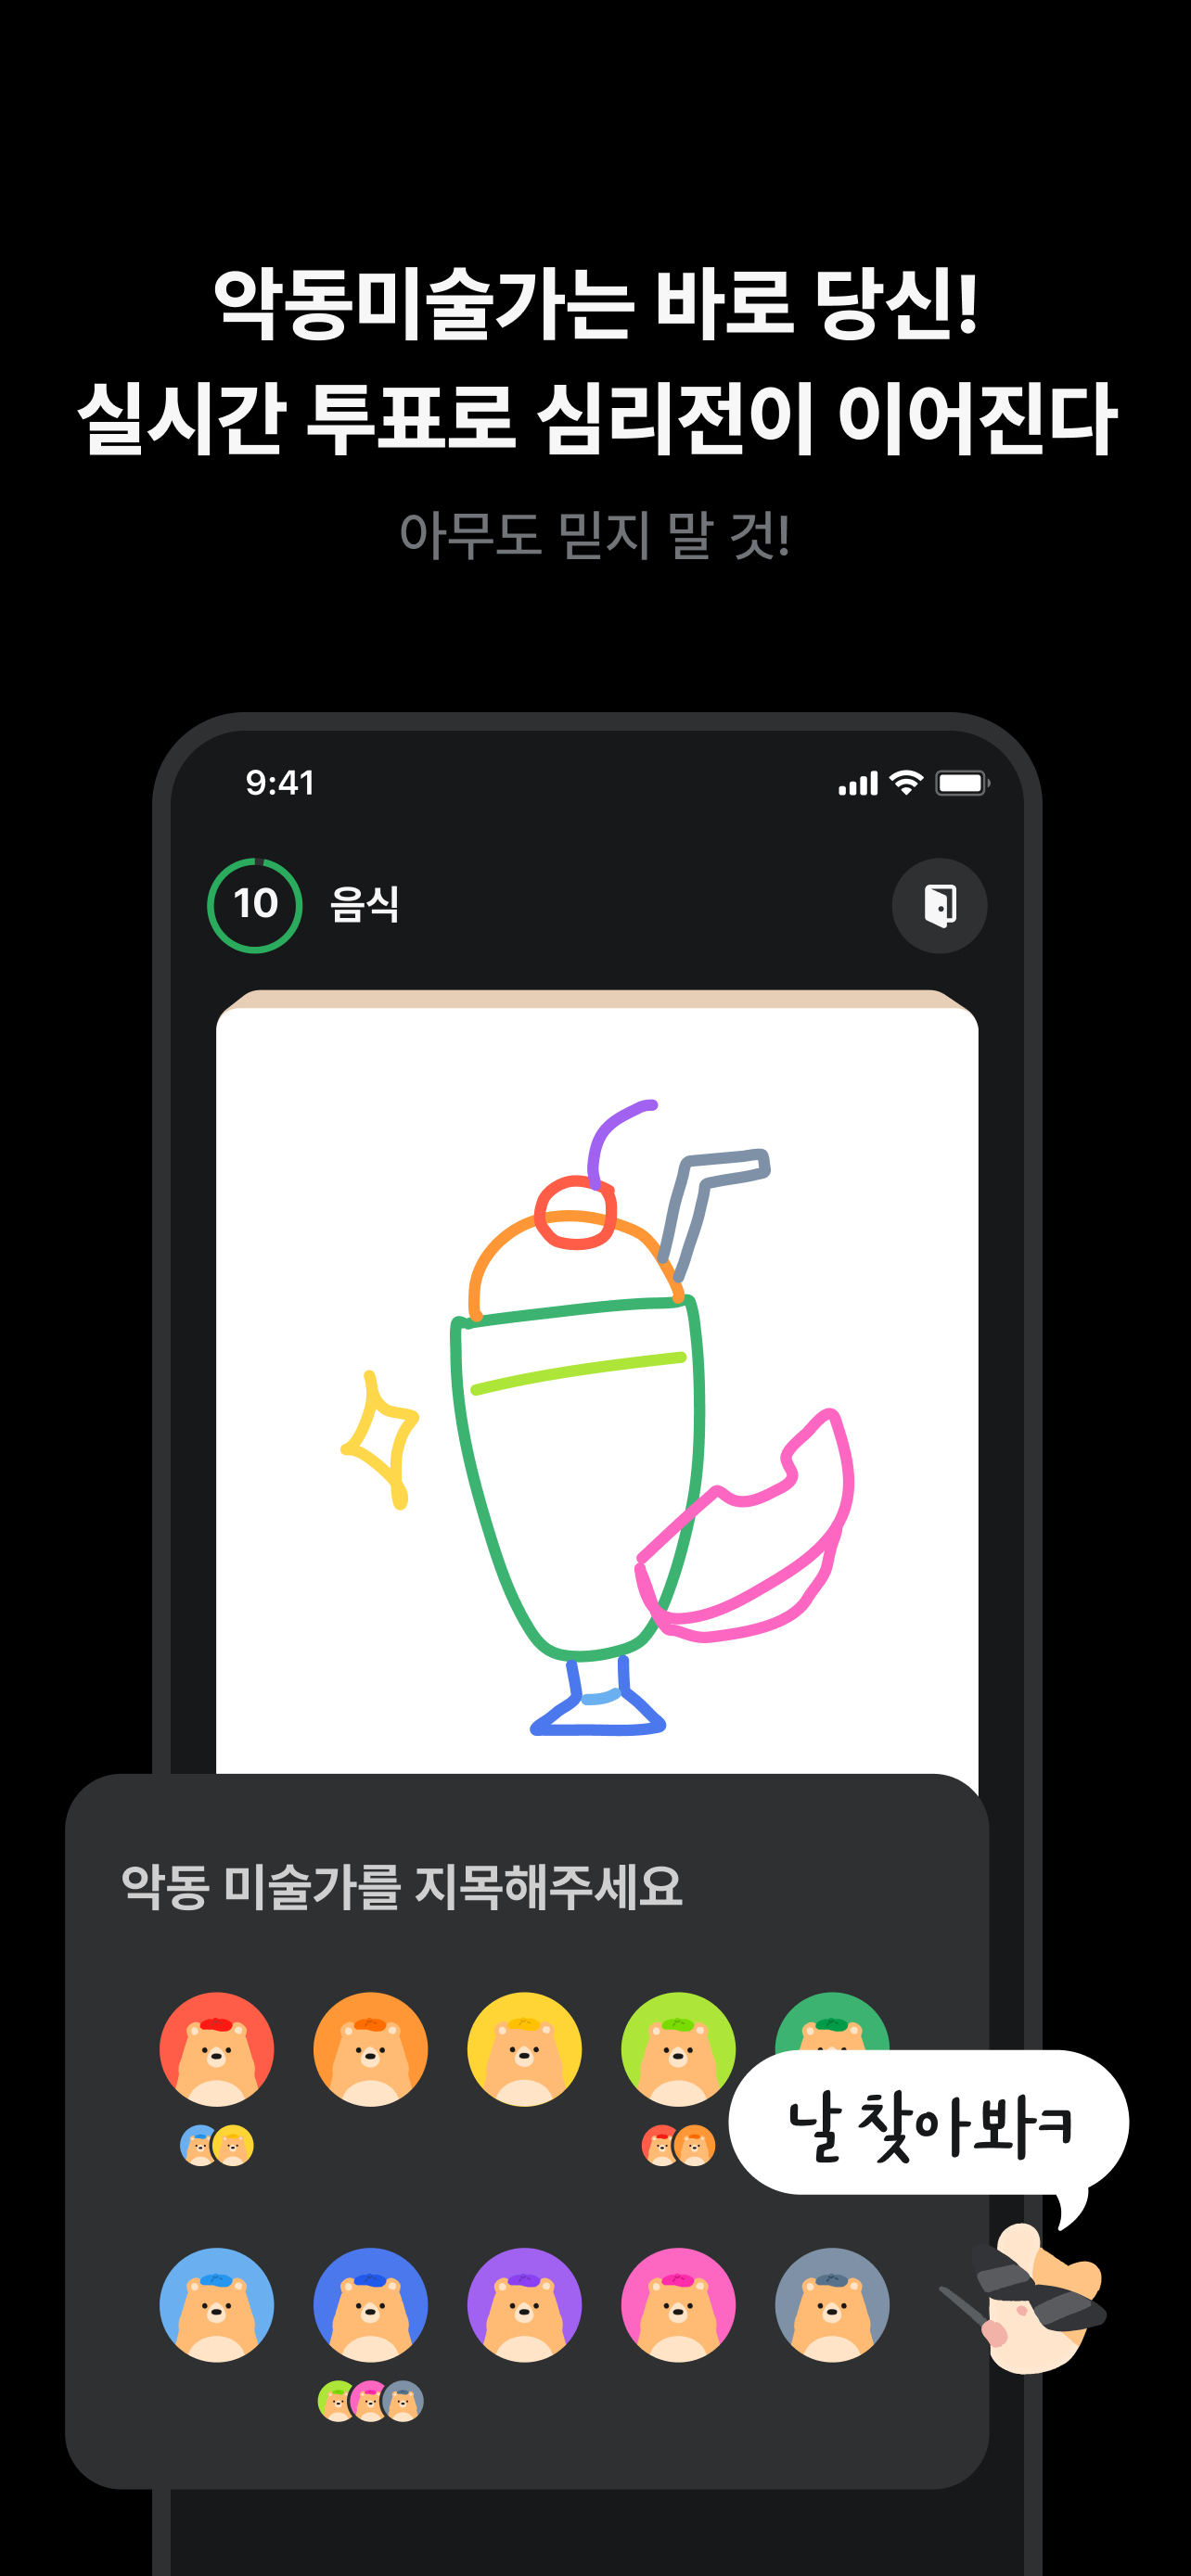 악동미술가는 바로 당신!
실시간 투표로 심리전이 이어진다
아무도 믿지 말 것!
9:41
10 음식
악동 미술가를 지목해주세요
날 찾아봐ㅋ